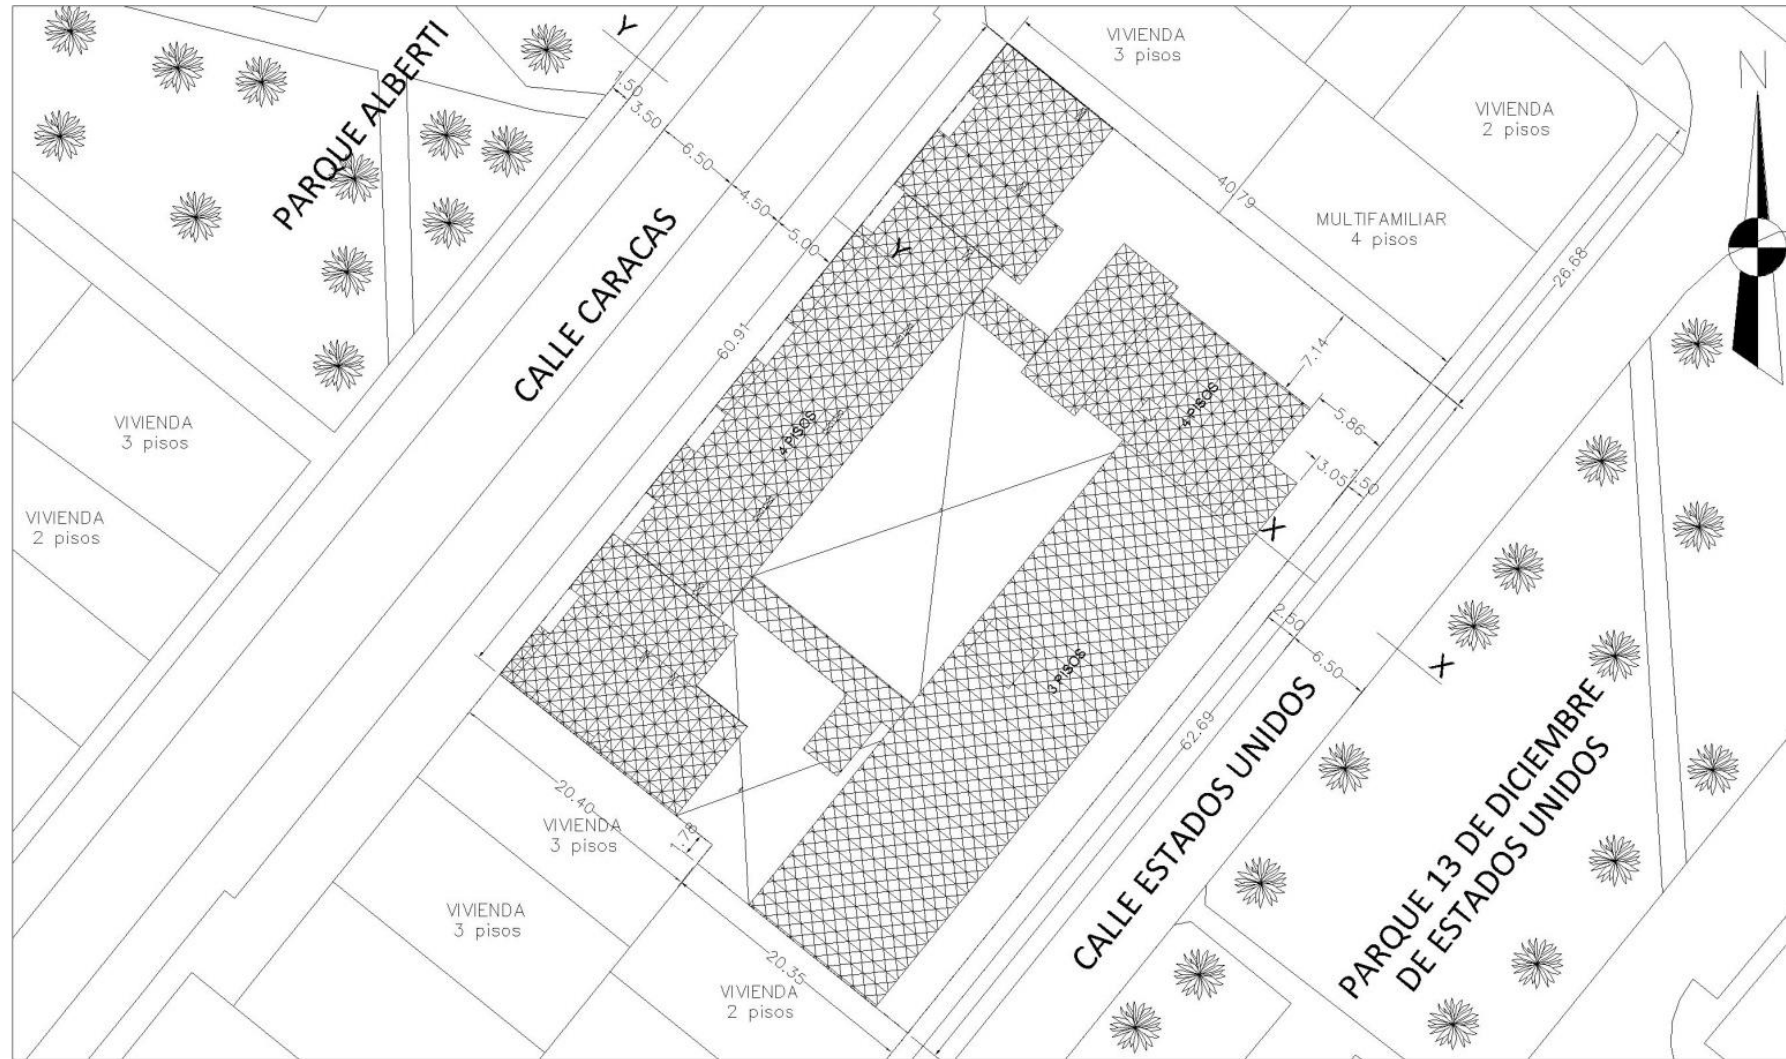 PARQUE ALBERTI
Y
VIVIENDA
3 pisos
N
VIVIENDA
2 pisos
1.50
3.50
6.50
4.50
5.00
40.79
MULTIFAMILIAR
4 pisos
Y
26.68
CALLE CARACAS
60.91
7.14
4 PISOS
5.86
4 PISOS
VIVIENDA
3 pisos
3.05
1.50
VIVIENDA
2 pisos
X
2.50
6.50
X
3 PISOS
62.69
CALLE ESTADOS UNIDOS
PARQUE 13 DE DICIEMBRE
DE ESTADOS UNIDOS
20.40
VIVIENDA
3 pisos
1.78
VIVIENDA
3 pisos
20.35
VIVIENDA
2 pisos